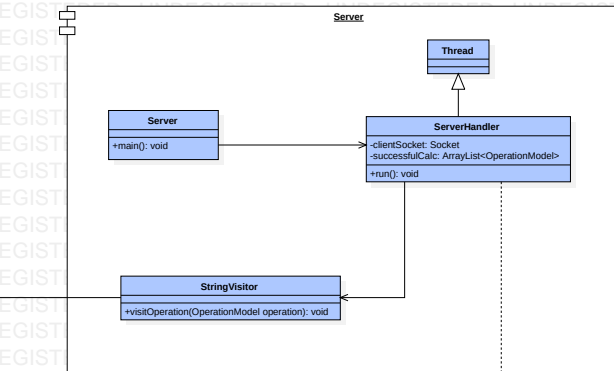 Server
Thread
Server
+main(): void
ServerHandler
-clientSocket: Socket
-successfulCalc: ArrayList<OperationModel>
+run(): void
StringVisitor
+visitOperation(OperationModel operation): void